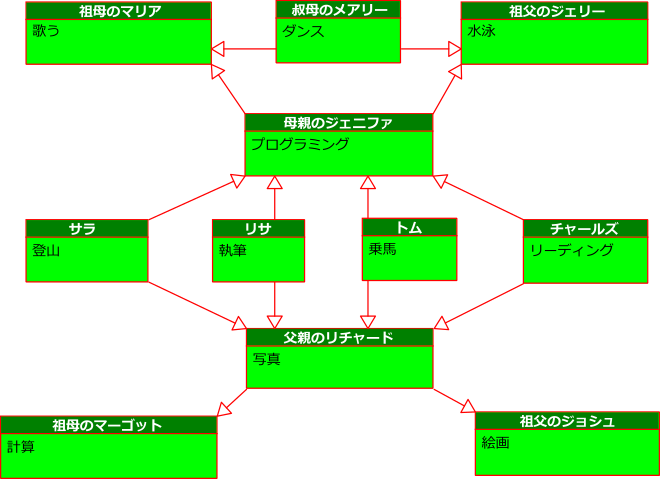 祖母のマリア
歌う
叔母のメアリー
ダンス
祖父のジェリー
水泳
母親のジェニファ
プログラミング
サラ
登山
リサ
執筆
トム
乗馬
チャールズ
リーディング
父親のリチャード
写真
祖母のマーゴット
計算
祖父のジョシュ
絵画